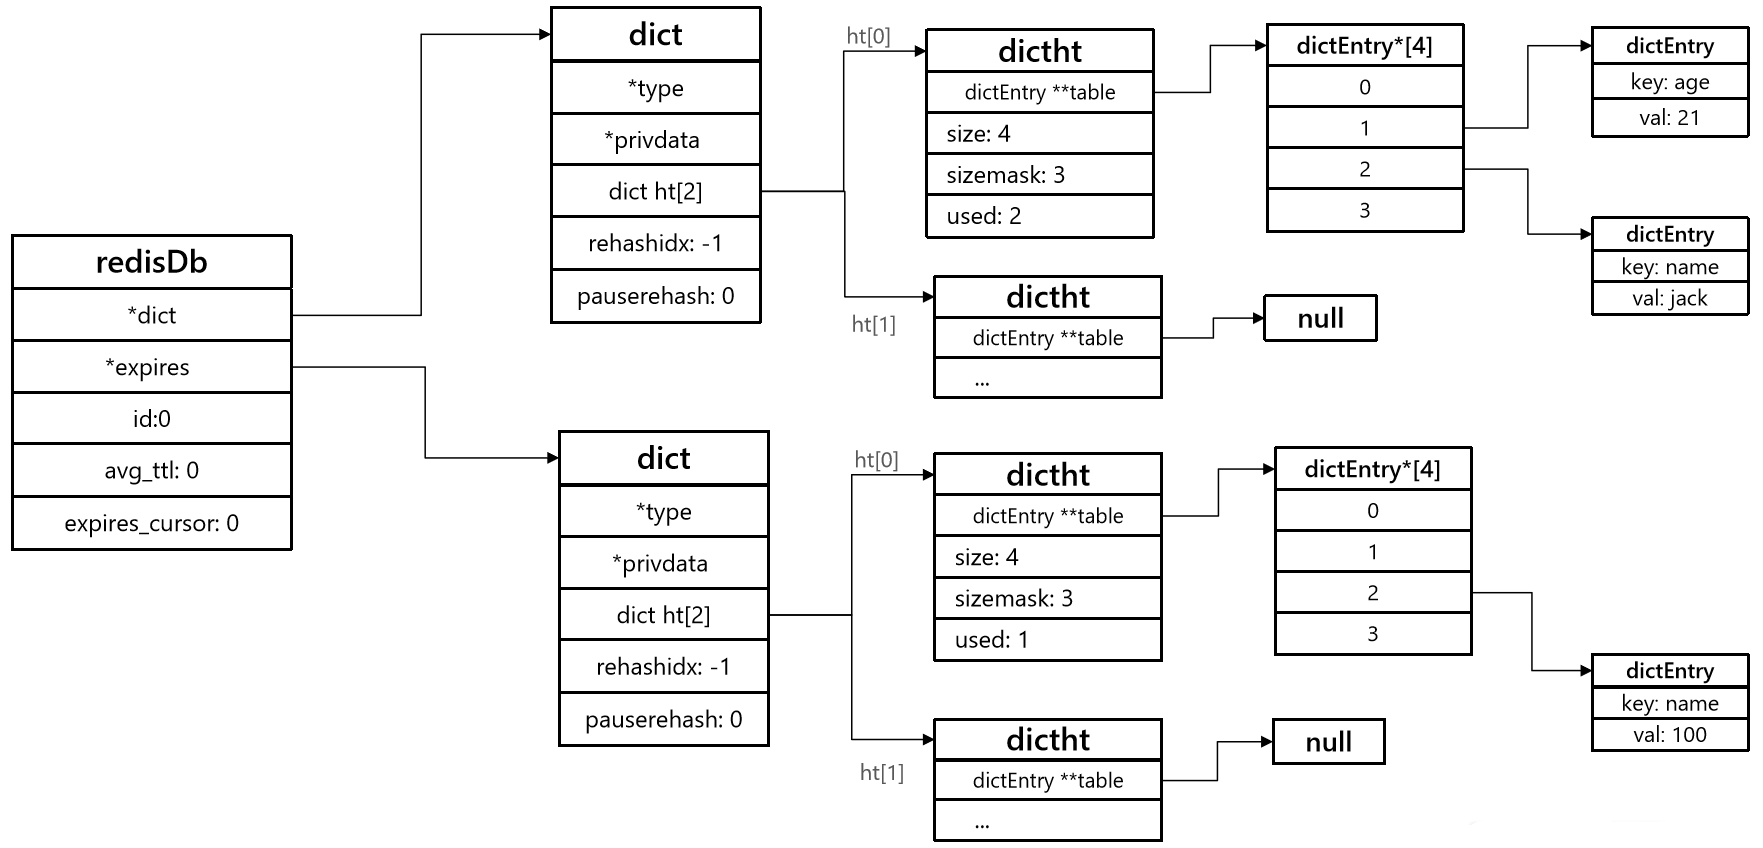 redisDb
*dict
*expires
id:0
avg_ttl: 0
expires_cursor: 0
dict
*type
*privdata
dict ht[2]
rehashidx: -1
pauserehash: 0
ht[0]
dictht
dictEntry **table
size: 4
sizemask: 3
used: 2
dictEntry*[4]
0
1
2
3
dictEntry
key: age
val: 21
dictEntry
key: name
val: jack
ht[1]
dictht
dictEntry **table
...
null
dict
*type
*privdata
dict ht[2]
rehashidx: -1
pauserehash: 0
ht[0]
dictht
dictEntry **table
size: 4
sizemask: 3
used: 1
dictEntry*[4]
0
1
2
3
dictEntry
key: name
val: 100
ht[1]
dictht
dictEntry **table
...
null